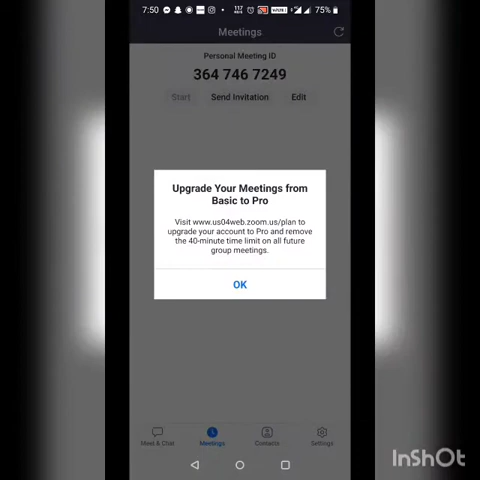 7:50
75%
Meetings
Personal Meeting ID
364 746 7249
Start Send Invitation Edit
Upgrade Your Meetings from
Basic to Pro
Visit www.us04web.zoom.us/plan to
upgrade your account to Pro and remove
the 40-minute time limit on all future
group meetings.
OK
Meet & Chat Meetings Contacts Settings
InShOt